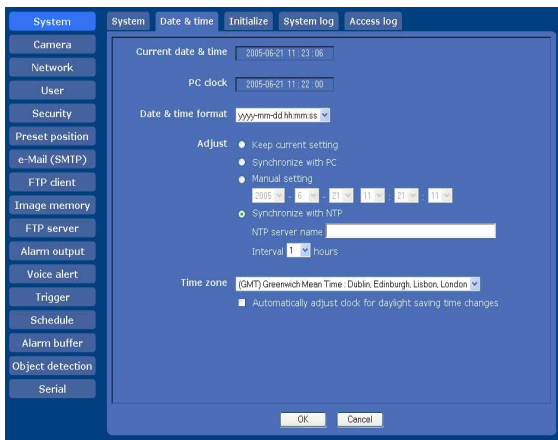 System
Camera
Network
User
Security
Preset position
e-Mail (SMTP)
FTP client
Image memory
FTP server
Alarm output
Voice alert
Trigger
Schedule
Alarm buffer
Object detection
Serial
System Date & time Initialize System log Access log
Current date & time 2005-06-21 11:23:06
PC clock 2005-06-21 11:22:00
Date & time format yyyy-mm-dd hh:mm:ss
Adjust Keep current setting
Synchronize with PC
Manual setting
2005 - 6 - 21 11 : 21 : 11
Synchronize with NTP
NTP server name
Interval 1 hours
Time zone (GMT) Greenwich Mean Time : Dublin, Edinburgh, Lisbon, London
Automatically adjust clock for daylight saving time changes
OK Cancel